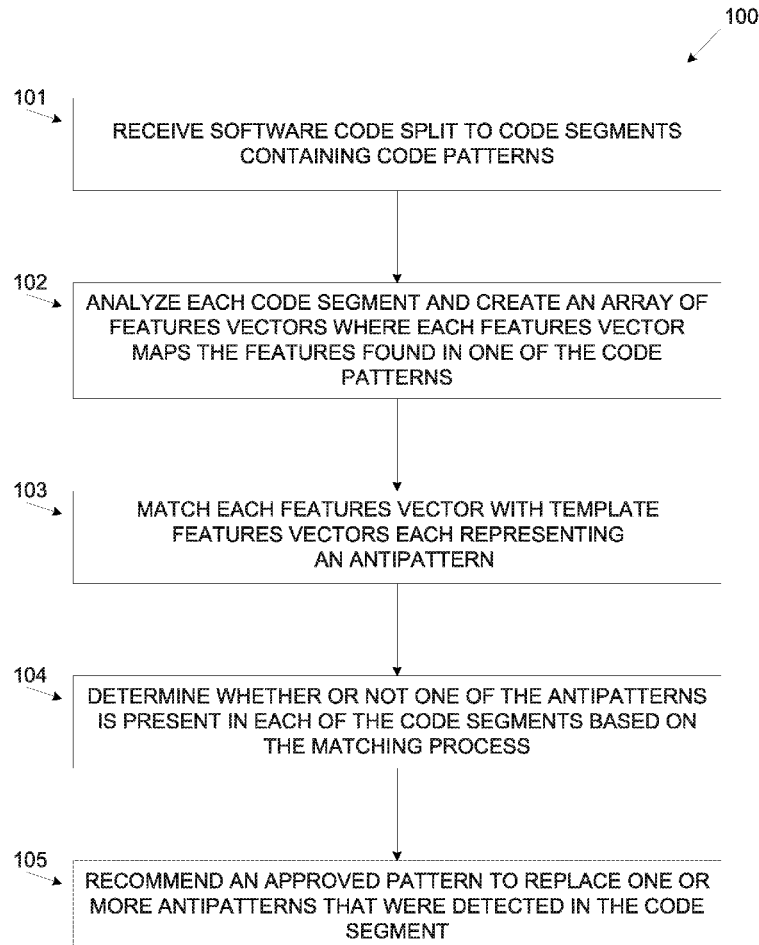 100
101
RECEIVE SOFTWARE CODE SPLIT TO CODE SEGMENTS
CONTAINING CODE PATTERNS
102
ANALYZE EACH CODE SEGMENT AND CREATE AN ARRAY OF
FEATURES VECTORS WHERE EACH FEATURES VECTOR
MAPS THE FEATURES FOUND IN ONE OF THE CODE
PATTERNS
103
MATCH EACH FEATURES VECTOR WITH TEMPLATE
FEATURES VECTORS EACH REPRESENTING
AN ANTIPATTERN
104
DETERMINE WHETHER OR NOT ONE OF THE ANTIPATTERNS
IS PRESENT IN EACH OF THE CODE SEGMENTS BASED ON
THE MATCHING PROCESS
105
RECOMMEND AN APPROVED PATTERN TO REPLACE ONE OR
MORE ANTIPATTERNS THAT WERE DETECTED IN THE CODE
SEGMENT